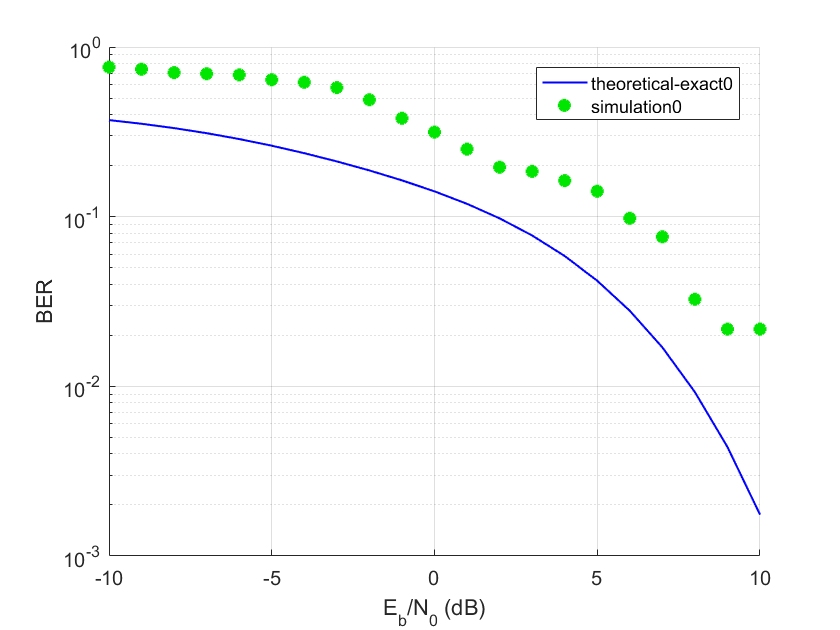 10^0
theoretical-exact0
simulation0
10^-1
BER
10^-2
10^-3
-10 -5 0 5 10
E_b/N_0 (dB)